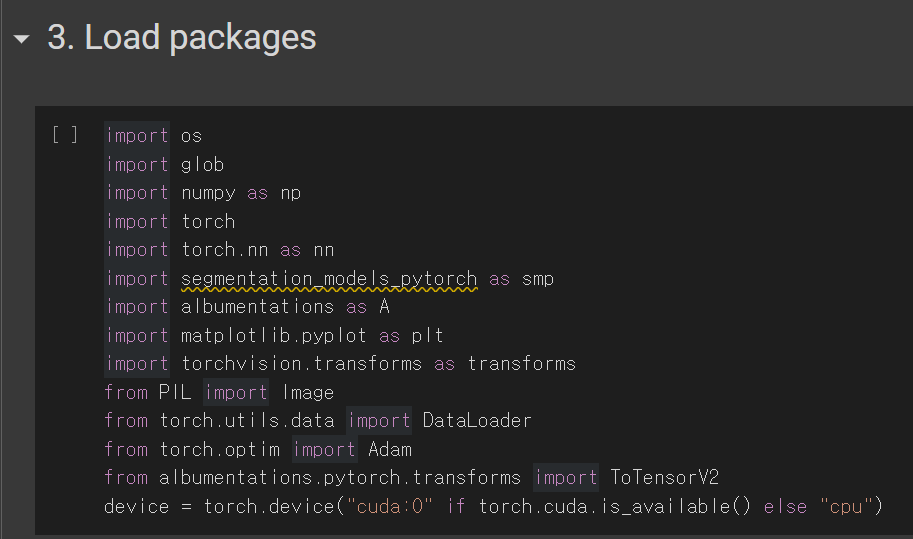 3. Load packages
[ ] import os
import glob
import numpy as np
import torch
import torch.nn as nn
import segmentation_models_pytorch as smp
import albumentations as A
import matplotlib.pyplot as plt
import torchvision.transforms as transforms
from PIL import Image
from torch.utils.data import DataLoader
from torch.optim import Adam
from albumentations.pytorch.transforms import ToTensorV2
device = torch.device("cuda:0" if torch.cuda.is_available() else "cpu")